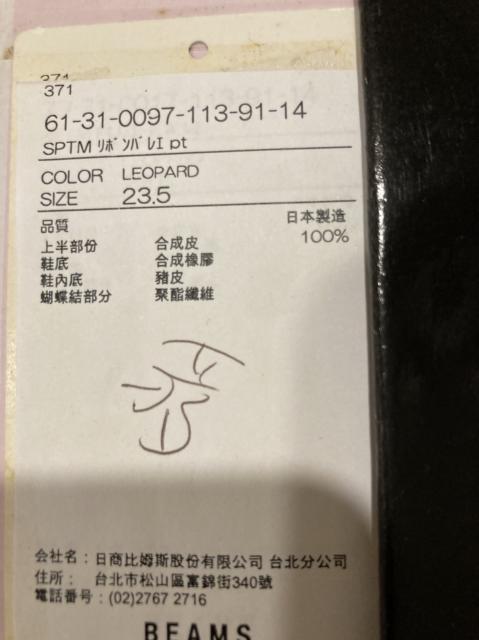 371
371
61-31-0097-113-91-14
SPTM ﾘﾎﾞﾝﾊﾞﾚｴ pt
COLOR LEOPARD
SIZE 23.5
品質 日本製造
上半部份 合成皮 100%
鞋底 合成橡膠
鞋內底 豬皮
蝴蝶結部分 聚酯纖維
会社名：日商比姆斯股份有限公司 台北分公司
住所： 台北市松山區富錦街340號
電話番号：(02)2767 2716
BEAMS